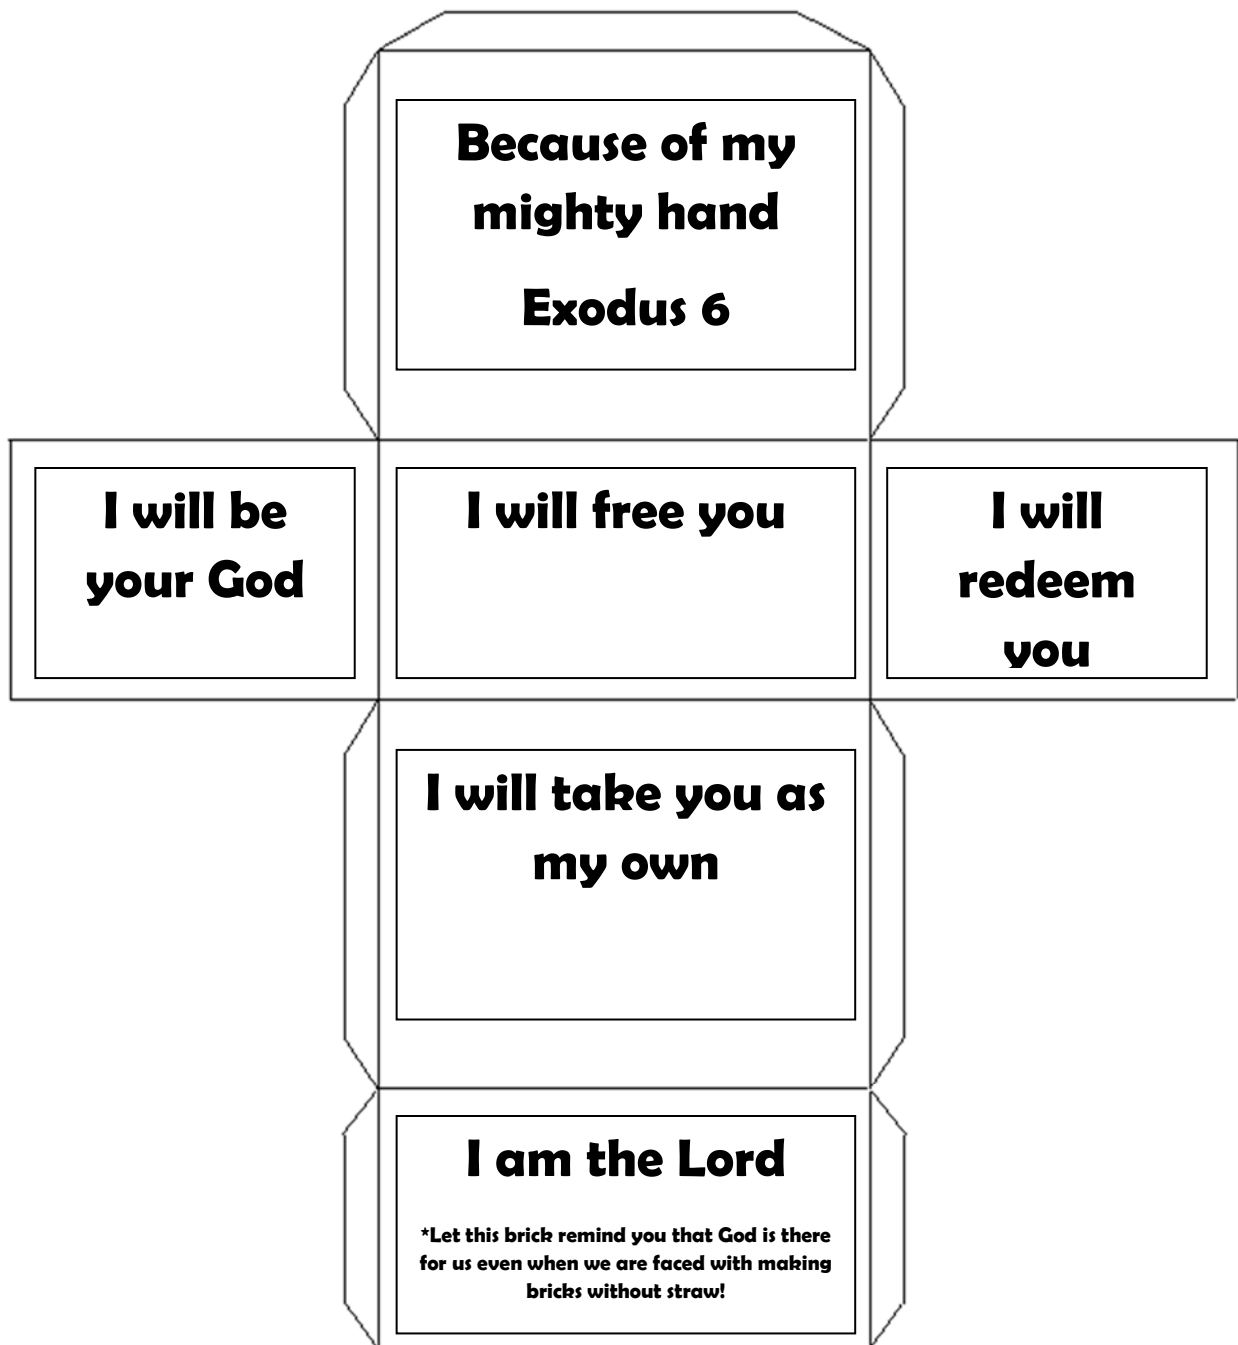 Because of my
mighty hand
Exodus 6
I will be
your God
I will free you
I will
redeem
you
I will take you as
my own
I am the Lord
*Let this brick remind you that God is there
for us even when we are faced with making
bricks without straw!